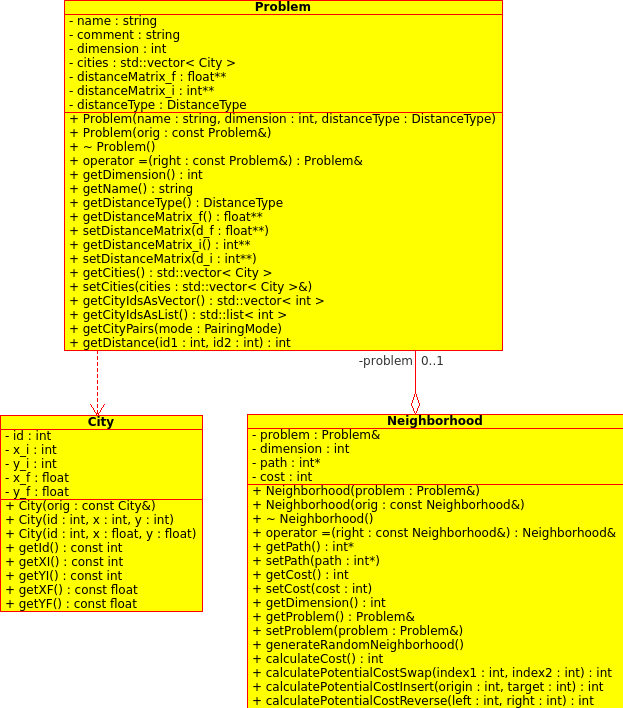 Problem
- name : string
- comment : string
- dimension : int
- cities : std::vector< City >
- distanceMatrix_f : float**
- distanceMatrix_i : int**
- distanceType : DistanceType
+ Problem(name : string, dimension : int, distanceType : DistanceType)
+ Problem(orig : const Problem&)
+ ~ Problem()
+ operator =(right : const Problem&) : Problem&
+ getDimension() : int
+ getName() : string
+ getDistanceType() : DistanceType
+ getDistanceMatrix_f() : float**
+ setDistanceMatrix(d_f : float**)
+ getDistanceMatrix_i() : int**
+ setDistanceMatrix(d_i : int**)
+ getCities() : std::vector< City >
+ setCities(cities : std::vector< City >&)
+ getCityIdsAsVector() : std::vector< int >
+ getCityIdsAsList() : std::list< int >
+ getCityPairs(mode : PairingMode)
+ getDistance(id1 : int, id2 : int) : int
-problem 0..1
City
- id : int
- x_i : int
- y_i : int
- x_f : float
- y_f : float
+ City(orig : const City&)
+ City(id : int, x : int, y : int)
+ City(id : int, x : float, y : float)
+ getId() : const int
+ getXI() : const int
+ getYI() : const int
+ getXF() : const float
+ getYF() : const float
Neighborhood
- problem : Problem&
- dimension : int
- path : int*
- cost : int
+ Neighborhood(problem : Problem&)
+ Neighborhood(orig : const Neighborhood&)
+ ~ Neighborhood()
+ operator =(right : const Neighborhood&) : Neighborhood&
+ getPath() : int*
+ setPath(path : int*)
+ getCost() : int
+ setCost(cost : int)
+ getDimension() : int
+ getProblem() : Problem&
+ setProblem(problem : Problem&)
+ generateRandomNeighborhood()
+ calculateCost() : int
+ calculatePotentialCostSwap(index1 : int, index2 : int) : int
+ calculatePotentialCostInsert(origin : int, target : int) : int
+ calculatePotentialCostReverse(left : int, right : int) : int